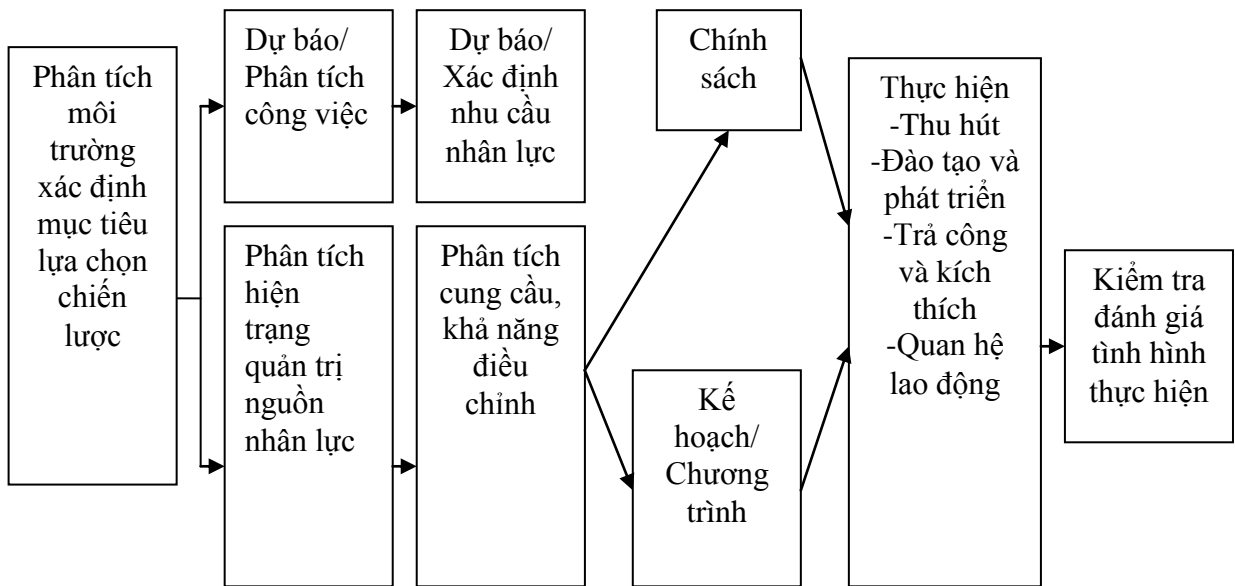 Phân tích
môi
trường
xác định
mục tiêu
lựa chọn
chiến
lược
Dự báo/
Phân tích
công việc
Dự báo/
Xác định
nhu cầu
nhân lực
Phân tích
hiện
trạng
quản trị
nguồn
nhân lực
Phân tích
cung cầu,
khả năng
điều
chỉnh
Chính
sách
Kế
hoạch/
Chương
trình
Thực hiện
-Thu hút
-Đào tạo và
phát triển
-Trả công
và kích
thích
-Quan hệ
lao động
Kiểm tra
đánh giá
tình hình
thực hiện